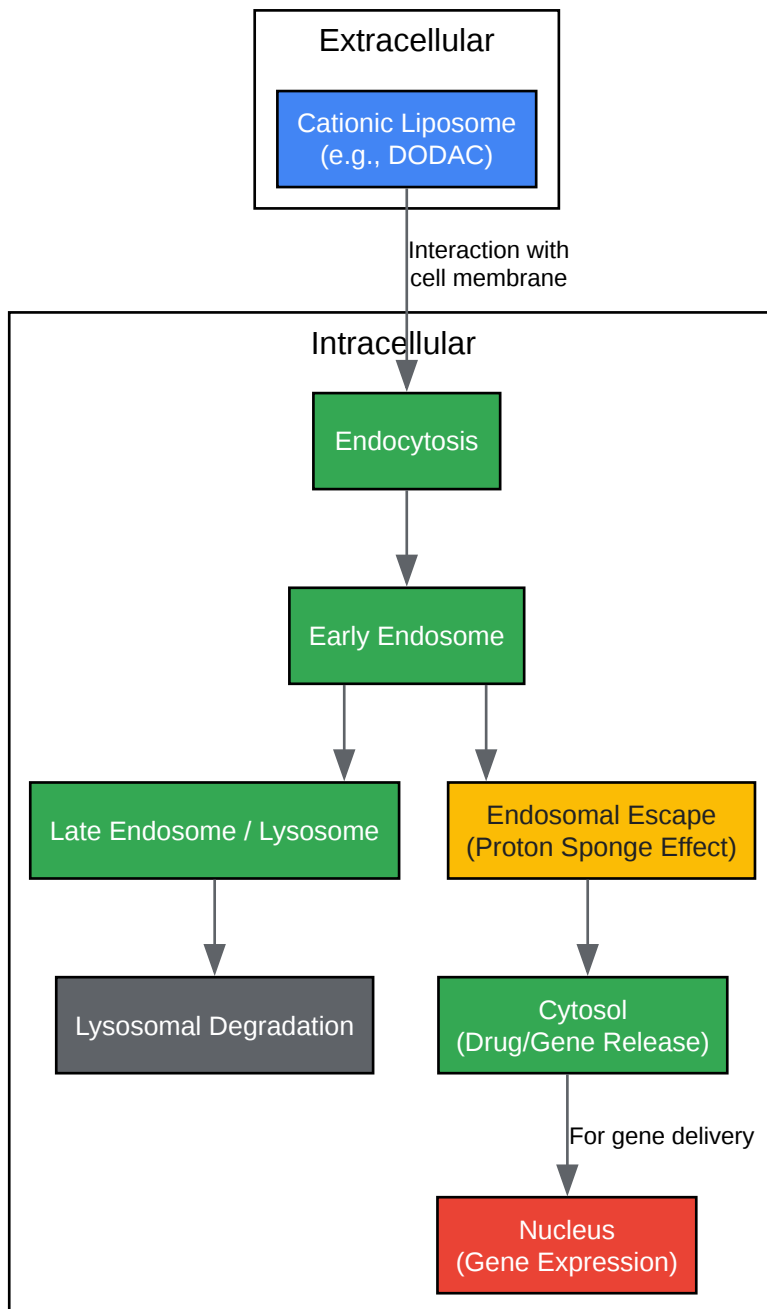 Extracellular
Cationic Liposome
(e.g., DODAC)
Interaction with
cell membrane
Intracellular
Endocytosis
Early Endosome
Late Endosome / Lysosome
Endosomal Escape
(Proton Sponge Effect)
Lysosomal Degradation
Cytosol
(Drug/Gene Release)
For gene delivery
Nucleus
(Gene Expression)